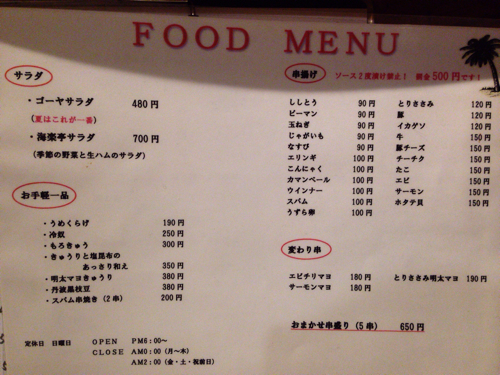 FOOD MENU
サラダ
・ゴーヤサラダ 480円
(夏はこれが一番)
・海楽亭サラダ 700円
(季節の野菜と生ハムのサラダ)
お手軽一品
・うめくらげ 190円
・冷奴 250円
・もろきゅう 300円
・きゅうりと塩昆布の
あっさり和え 350円
・明太マヨきゅうり 380円
・丹波黒枝豆 380円
・スパム串焼き(2串) 200円
定休日 日曜日 OPEN PM6:00〜
CLOSE AM0:00(月〜木)
AM2:00(金・土・祝前日)
串揚げ ソース2度漬け禁止! 罰金500円です!
ししとう 90円
ピーマン 90円
玉ねぎ 90円
じゃがいも 90円
なすび 90円
エリンギ 100円
こんにゃく 100円
カマンベール 100円
ウインナー 100円
スパム 100円
うずら卵 100円
とりささみ 120円
豚 120円
イカゲソ 120円
牛 150円
豚チーズ 150円
チーチク 150円
たこ 150円
エビ 150円
サーモン 150円
ホタテ貝 150円
変わり串
エビチリマヨ 180円 とりささみ明太マヨ 190円
サーモンマヨ 180円
おまかせ串盛り(5串) 650円